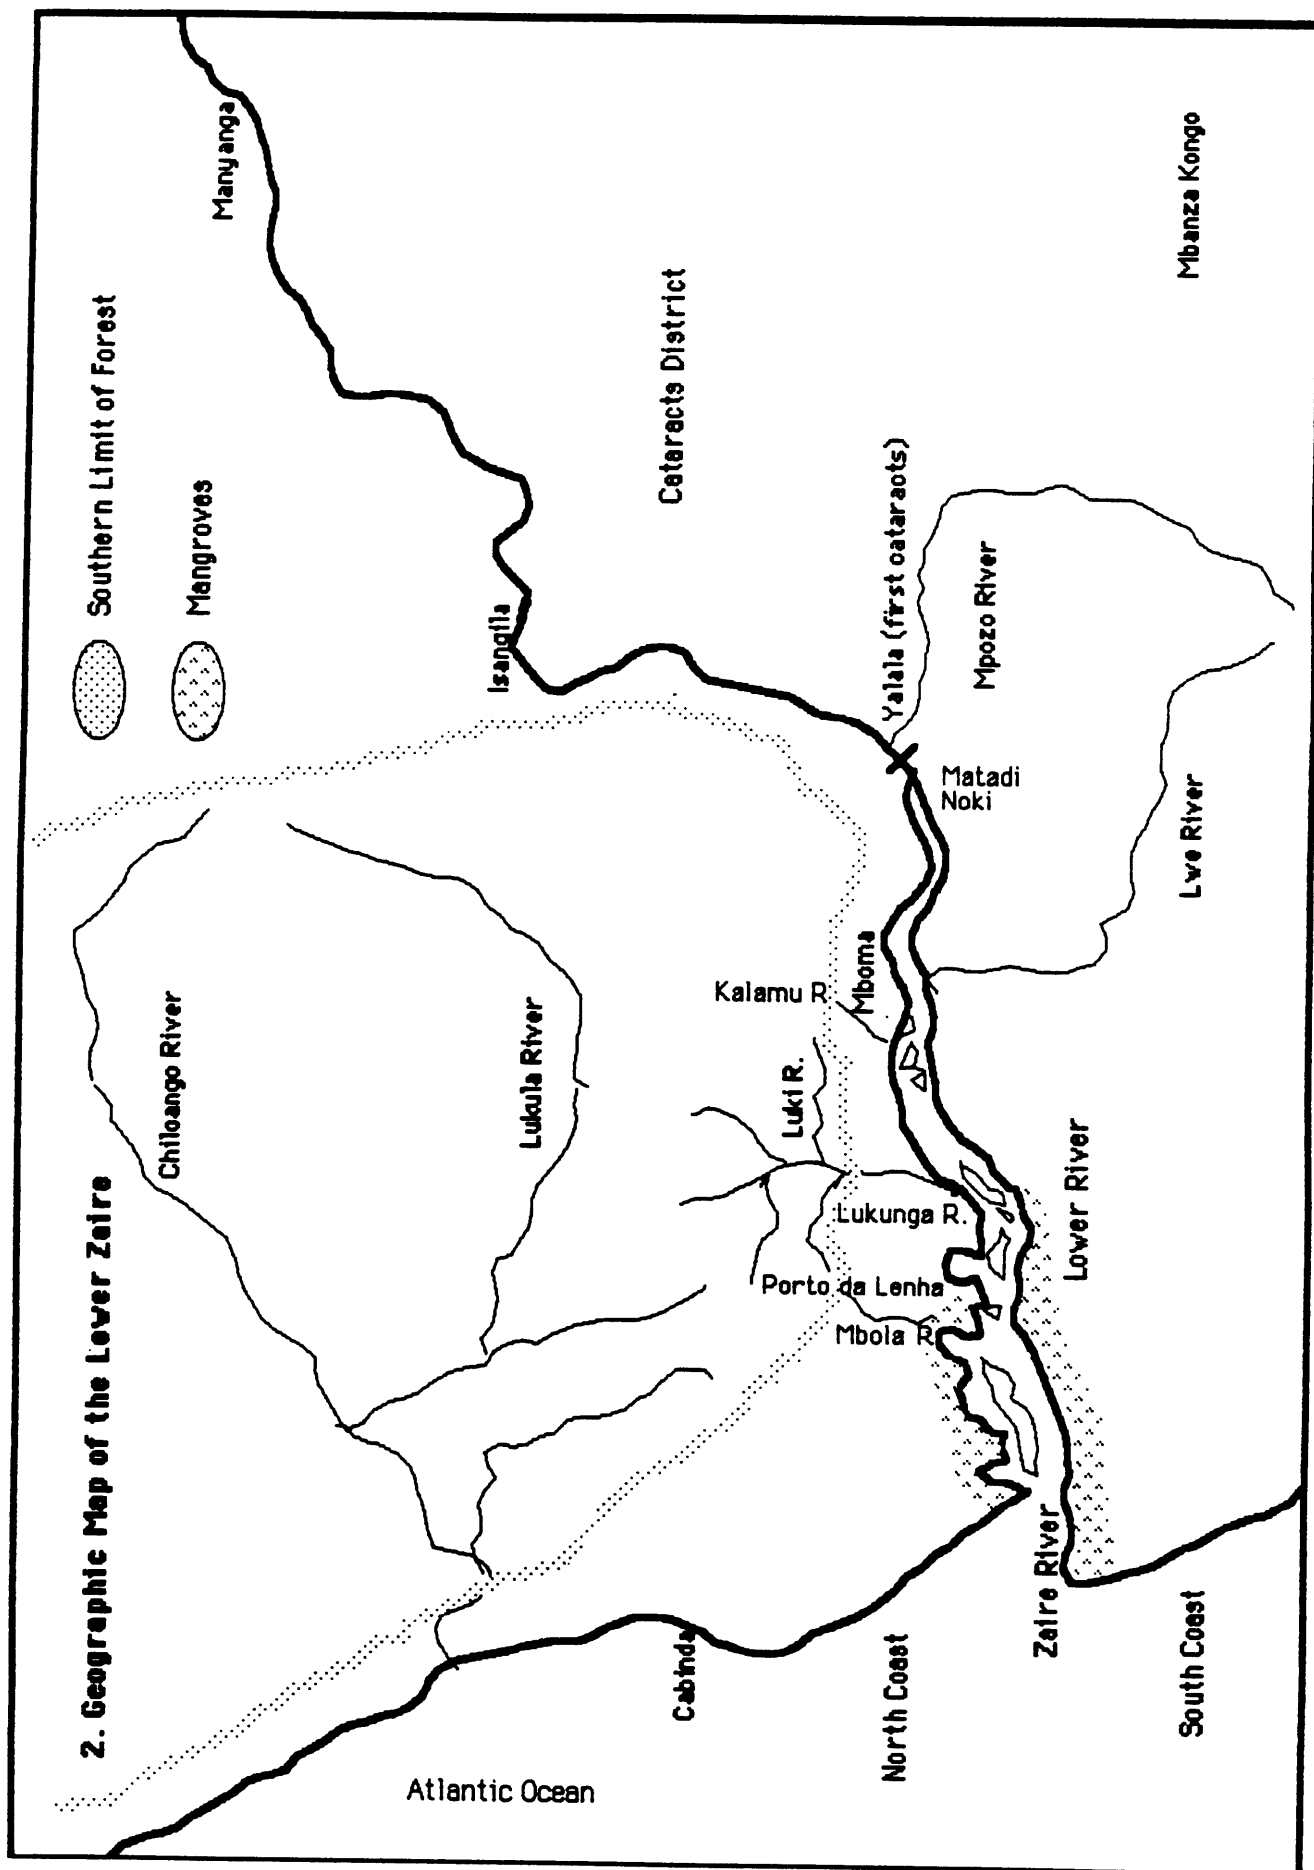 2. Geographic Map of the Lower Zaire
Southern Limit of Forest
Mangroves
Manyanga
Chiloango River
Lukula River
Isangila
Cataracts District
Atlantic Ocean
Cabinda
Kalamu R
Luki R.
Mboma
Yalala (first oataraots)
Lukunga R.
Porto da Lenha
Mbola R
Matadi
Noki
Mpozo River
North Coast
Zaire River
Lower River
Lwe River
South Coast
Mbanza Kongo